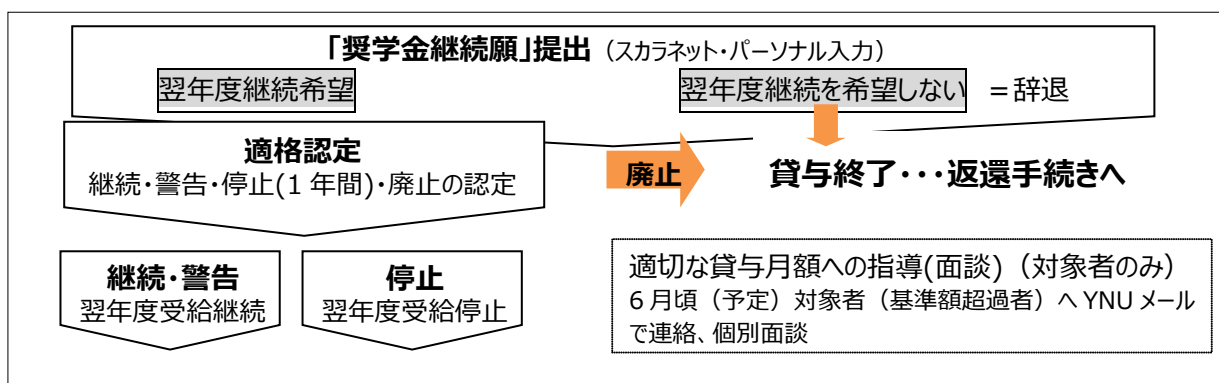 「奨学金継続願」提出（スカラネット・パーソナル入力）
翌年度継続希望
翌年度継続を希望しない ＝辞退
適格認定
継続・警告・停止(1 年間)・廃止の認定
廃止
貸与終了・・・返還手続きへ
継続・警告
翌年度受給継続
停止
翌年度受給停止
適切な貸与月額への指導(面談)（対象者のみ）
6 月頃（予定）対象者（基準額超過者）へ YNU メール
で連絡、個別面談